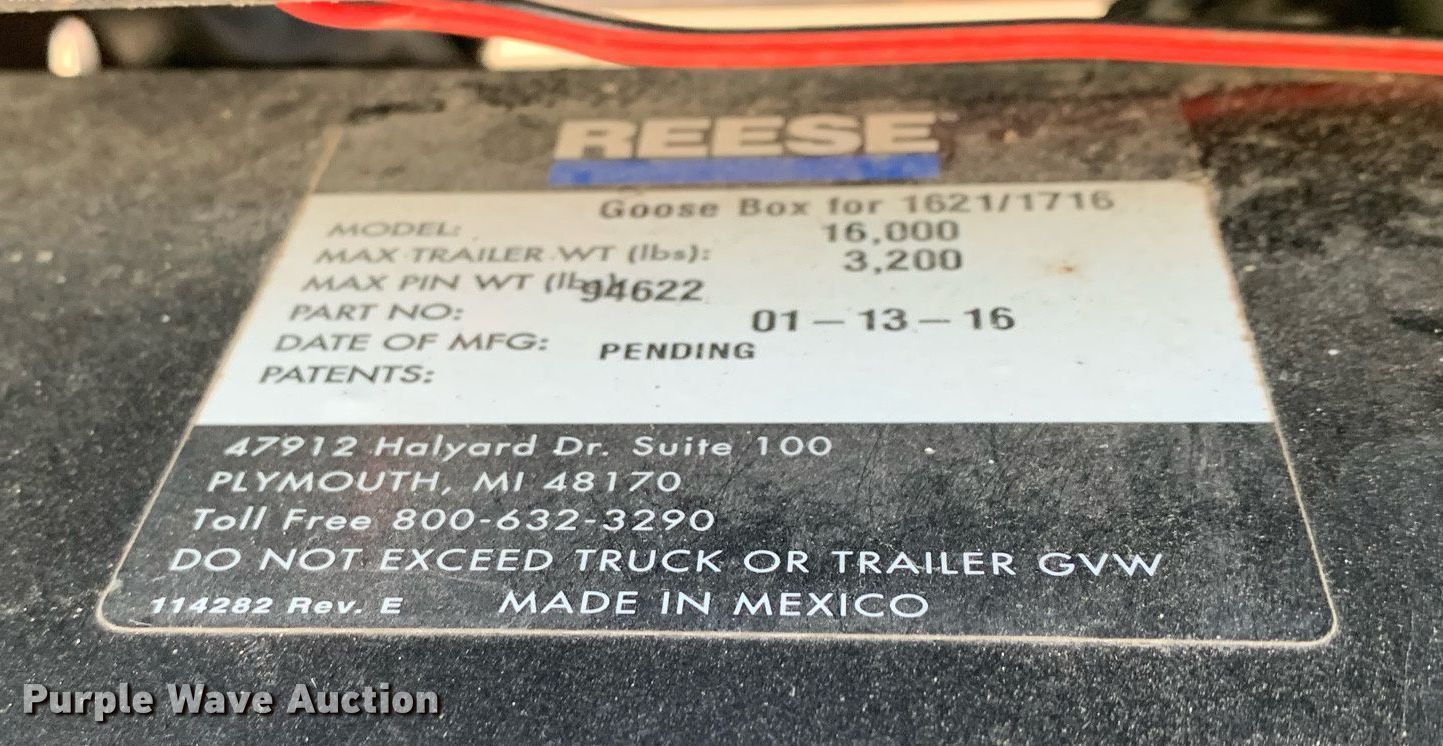 REESE
MODEL: Goose Box for 1621/1716
MAX TRAILER WT (lbs): 16,000
MAX PIN WT (lbs): 3,200
PART NO: 94622
DATE OF MFG: 01-13-16
PATENTS: PENDING
47912 Halyard Dr. Suite 100
PLYMOUTH, MI 48170
Toll Free 800-632-3290
DO NOT EXCEED TRUCK OR TRAILER GVW
114282 Rev. E MADE IN MEXICO
Purple Wave Auction